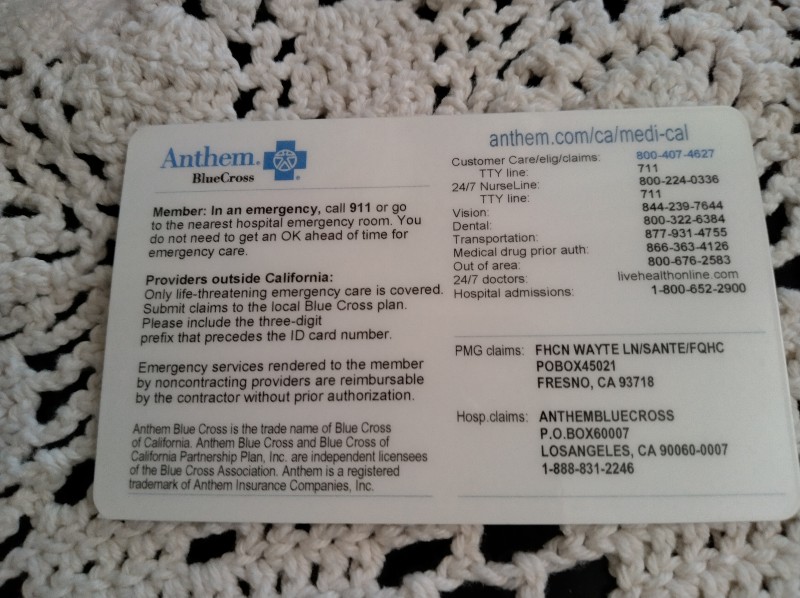 Anthem.
BlueCross
Member: In an emergency, call 911 or go
to the nearest hospital emergency room. You
do not need to get an OK ahead of time for
emergency care.
Providers outside California:
Only life-threatening emergency care is covered.
Submit claims to the local Blue Cross plan.
Please include the three-digit
prefix that precedes the ID card number.
Emergency services rendered to the member
by noncontracting providers are reimbursable
by the contractor without prior authorization.
Anthem Blue Cross is the trade name of Blue Cross
of California. Anthem Blue Cross and Blue Cross of
California Partnership Plan, Inc. are independent licensees
of the Blue Cross Association. Anthem is a registered
trademark of Anthem Insurance Companies, Inc.
anthem.com/ca/medi-cal
Customer Care/elig/claims: 800-407-4627
TTY line: 711
24/7 NurseLine: 800-224-0336
TTY line: 711
Vision: 844-239-7644
Dental: 800-322-6384
Transportation: 877-931-4755
Medical drug prior auth: 866-363-4126
Out of area: 800-676-2583
24/7 doctors: livehealthonline.com
Hospital admissions: 1-800-652-2900
PMG claims: FHCN WAYTE LN/SANTE/FQHC
POBOX45021
FRESNO, CA 93718
Hosp.claims: ANTHEMBLUECROSS
P.O.BOX60007
LOSANGELES, CA 90060-0007
1-888-831-2246